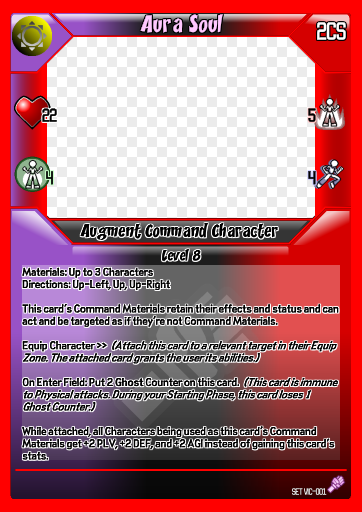 Aura Soul
2CS
22
5
4
4
Augment Command Character
Level 8
Materials: Up to 3 Characters
Directions: Up-Left, Up, Up-Right
This card's Command Materials retain their effects and status and can
act and be targeted as if they're not Command Materials.
Equip Character >> (Attach this card to a relevant target in their Equip
Zone. The attached card grants the user its abilities.)
On Enter Field: Put 2 Ghost Counter on this card. (This card is immune
to Physical attacks. During your Starting Phase, this card loses 1
Ghost Counter.)
While attached, all Characters being used as this card's Command
Materials get +2 PLV, +2 DEF, and +2 AGI instead of gaining this card's
stats.
SET VIC-001